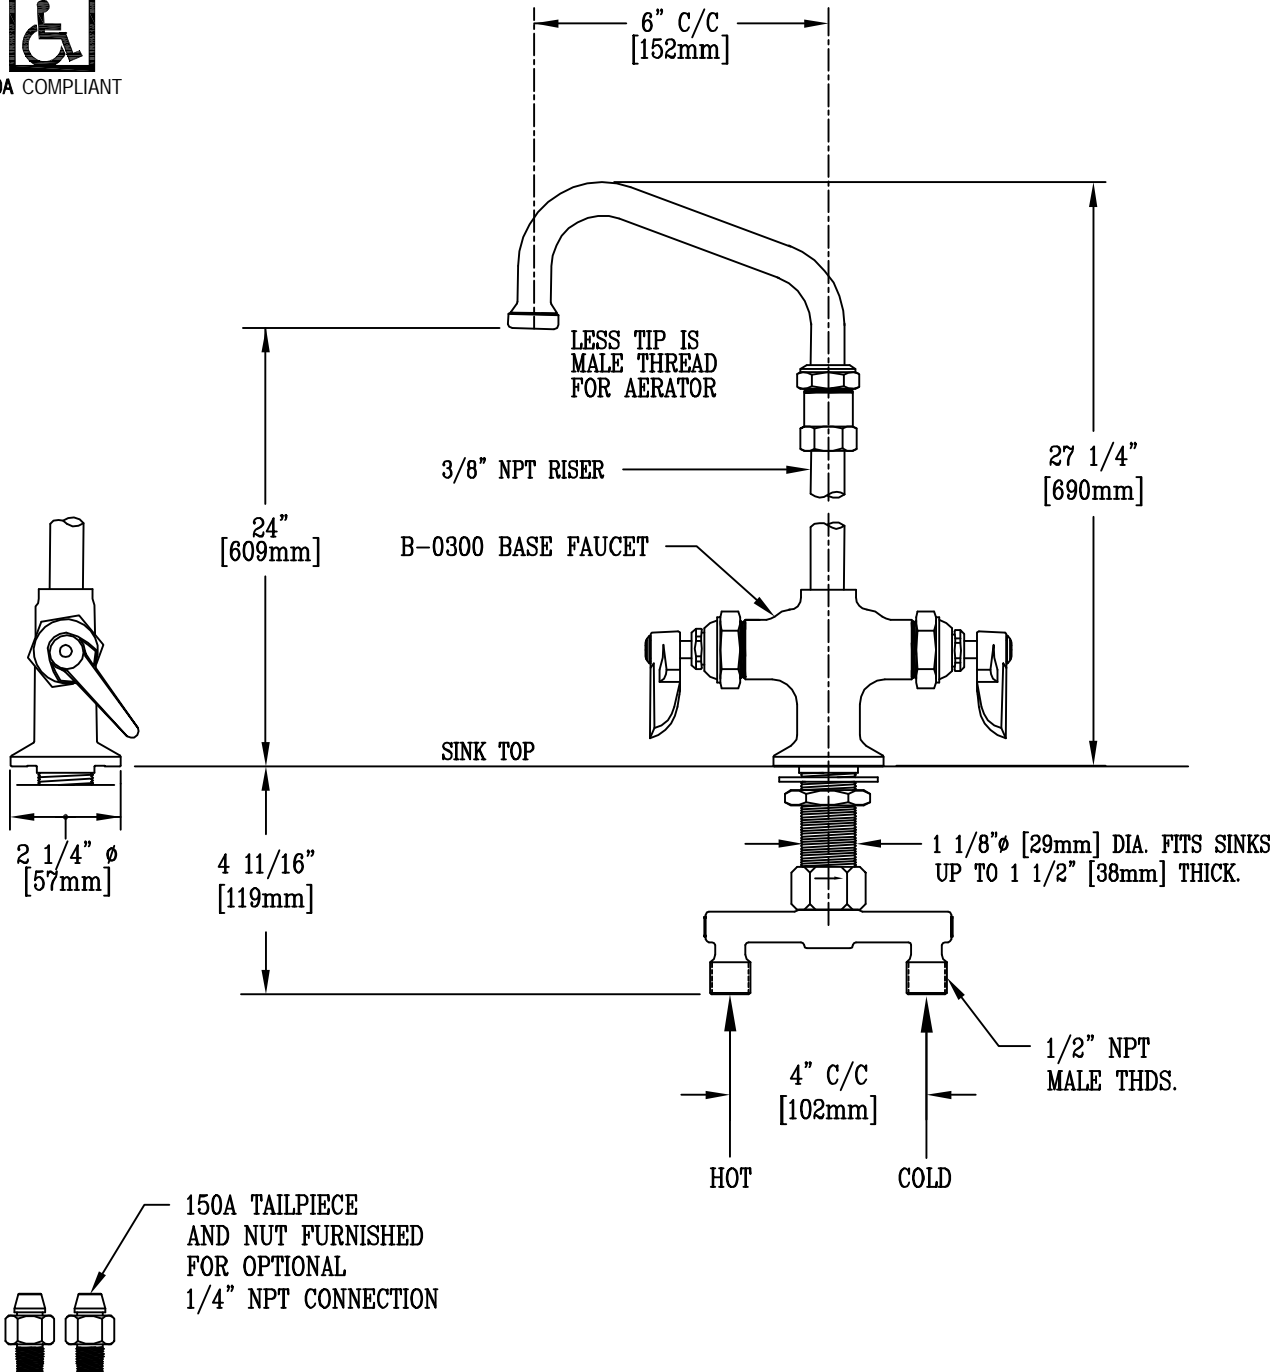 COMPLIANT
6" C/C
[152mm]
LESS TIP IS
MALE THREAD
FOR AERATOR
3/8" NPT RISER
27 1/4"
[690mm]
24"
[609mm]
B-0300 BASE FAUCET
SINK TOP
2 1/4" ø
[57mm]
4 11/16"
[119mm]
1 1/8"ø [29mm] DIA. FITS SINKS
UP TO 1 1/2" [38mm] THICK.
1/2" NPT
MALE THDS.
4" C/C
[102mm]
HOT
COLD
150A TAILPIECE
AND NUT FURNISHED
FOR OPTIONAL
1/4" NPT CONNECTION